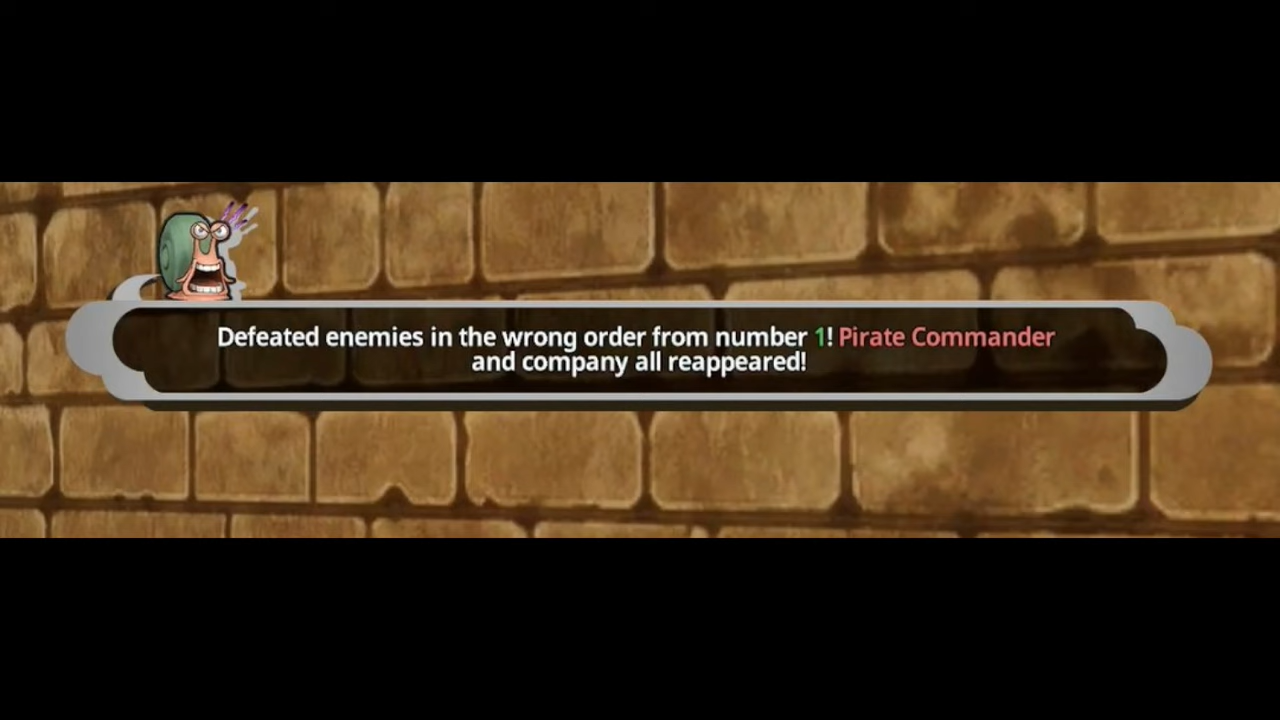 Defeated enemies in the wrong order from number 1! Pirate Commander
and company all reappeared!